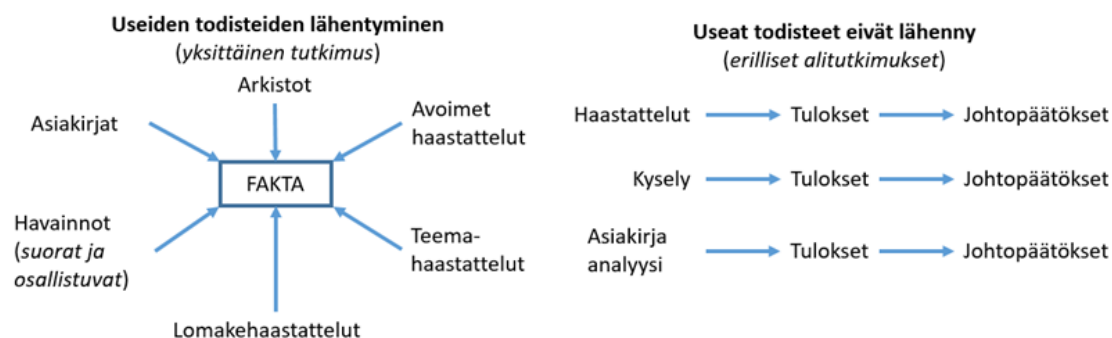 Useiden todisteiden lähentyminen
(yksittäinen tutkimus)
Arkistot
Asiakirjat
Avoimet
haastattelut
FAKTA
Havainnot
(suorat ja
osallistuvat)
Teema-
haastattelut
Lomakehaastattelut
Useat todisteet eivät lähenny
(erilliset alitutkimukset)
Haastattelut Tulokset Johtopäätökset
Kysely Tulokset Johtopäätökset
Asiakirja
analyysi
Tulokset Johtopäätökset